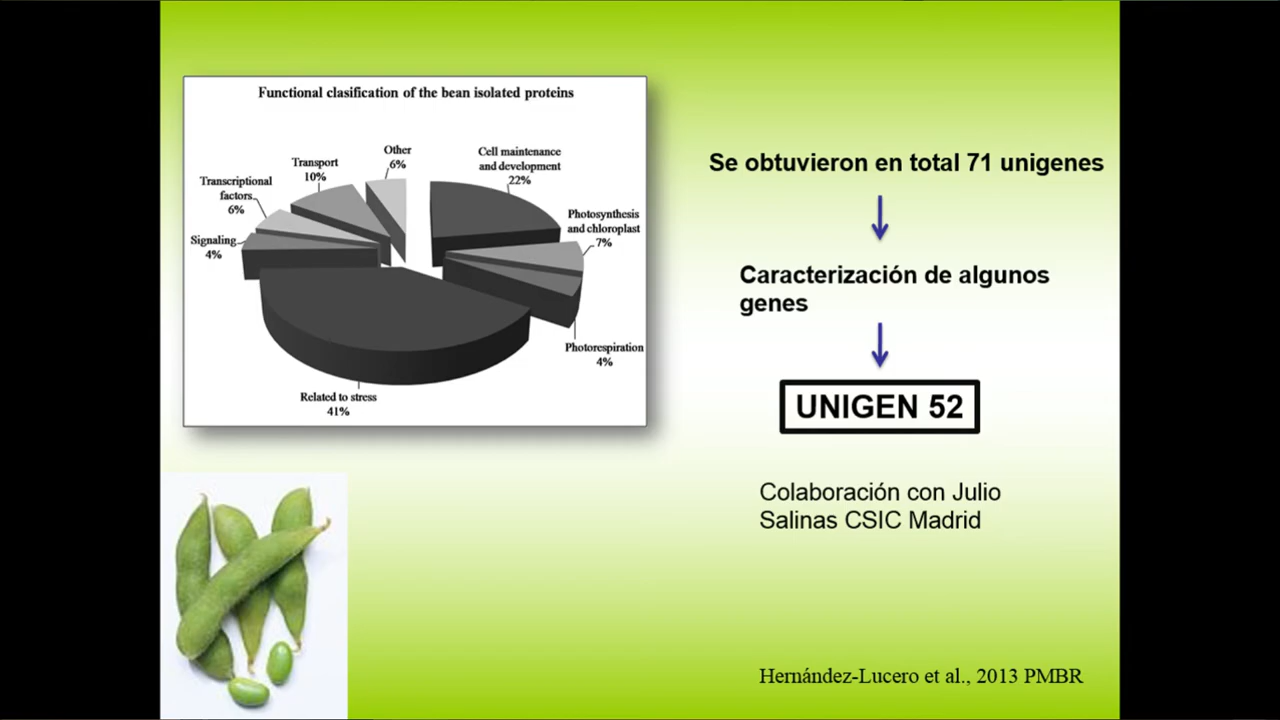 Functional clasification of the bean isolated proteins
Other
6%
Cell maintenance
and development
22%
Transport
10%
Transcriptional
factors
6%
Photosynthesis
and chloroplast
7%
Signaling
4%
Photorespiration
4%
Related to stress
41%
Se obtuvieron en total 71 unigenes
Caracterización de algunos
genes
UNIGEN 52
Colaboración con Julio
Salinas CSIC Madrid
Hernández-Lucero et al., 2013 PMBR